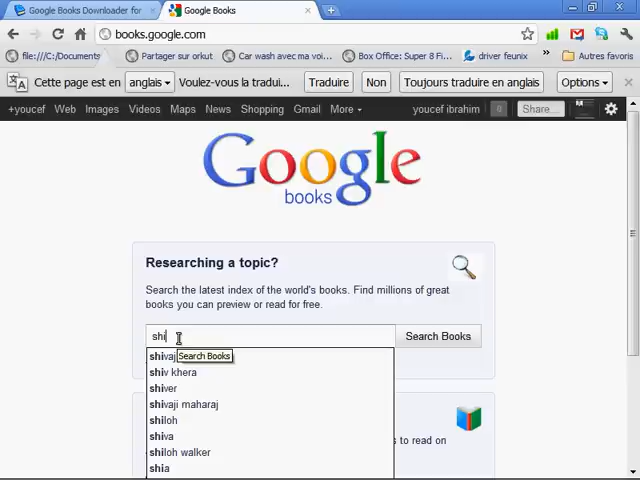 Google Books Downloader for
Google Books
books.google.com
file:///C:/Documents
Partager sur orkut
Car wash avec ma voi...
Box Office: Super 8 Fi...
driver feunix
»
Autres favoris
Cette page est en
anglais
Voulez-vous la tradui...
Traduire
Non
Toujours traduire en anglais
Options
+youcef Web Images Videos Maps News Shopping Gmail More
youcef ibrahim 0 Share...
Google
books
Researching a topic?
Search the latest index of the world's books. Find millions of great
books you can preview or read for free.
shi
Search Books
shivaj
Search Books
shiv khera
shiver
shivaji maharaj
shiloh
shiva
shiloh walker
shia
s to read on